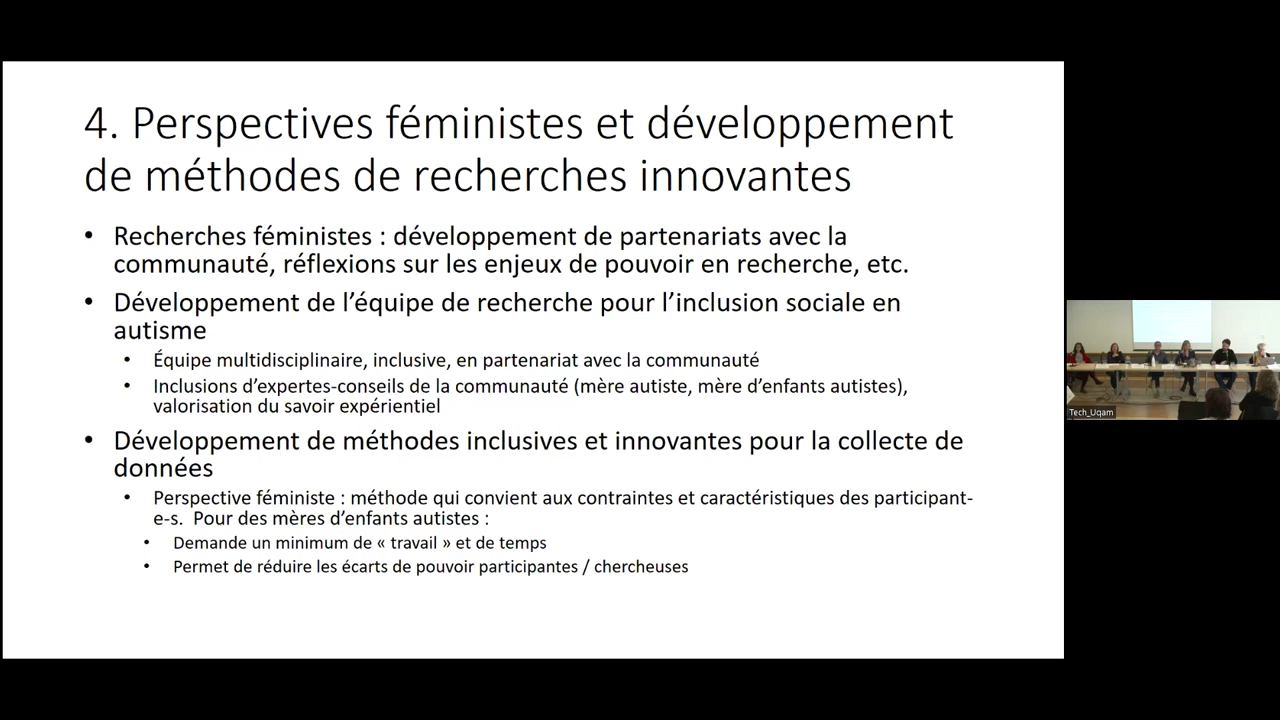 4. Perspectives féministes et développement
de méthodes de recherches innovantes
• Recherches féministes : développement de partenariats avec la
communauté, réflexions sur les enjeux de pouvoir en recherche, etc.
• Développement de l’équipe de recherche pour l’inclusion sociale en
autisme
• Équipe multidisciplinaire, inclusive, en partenariat avec la communauté
• Inclusions d’expertes-conseils de la communauté (mère autiste, mère d’enfants autistes),
valorisation du savoir expérientiel
• Développement de méthodes inclusives et innovantes pour la collecte de
données
• Perspective féministe : méthode qui convient aux contraintes et caractéristiques des participant-
e-s. Pour des mères d’enfants autistes :
• Demande un minimum de « travail » et de temps
• Permet de réduire les écarts de pouvoir participantes / chercheuses
Tech_Uqam